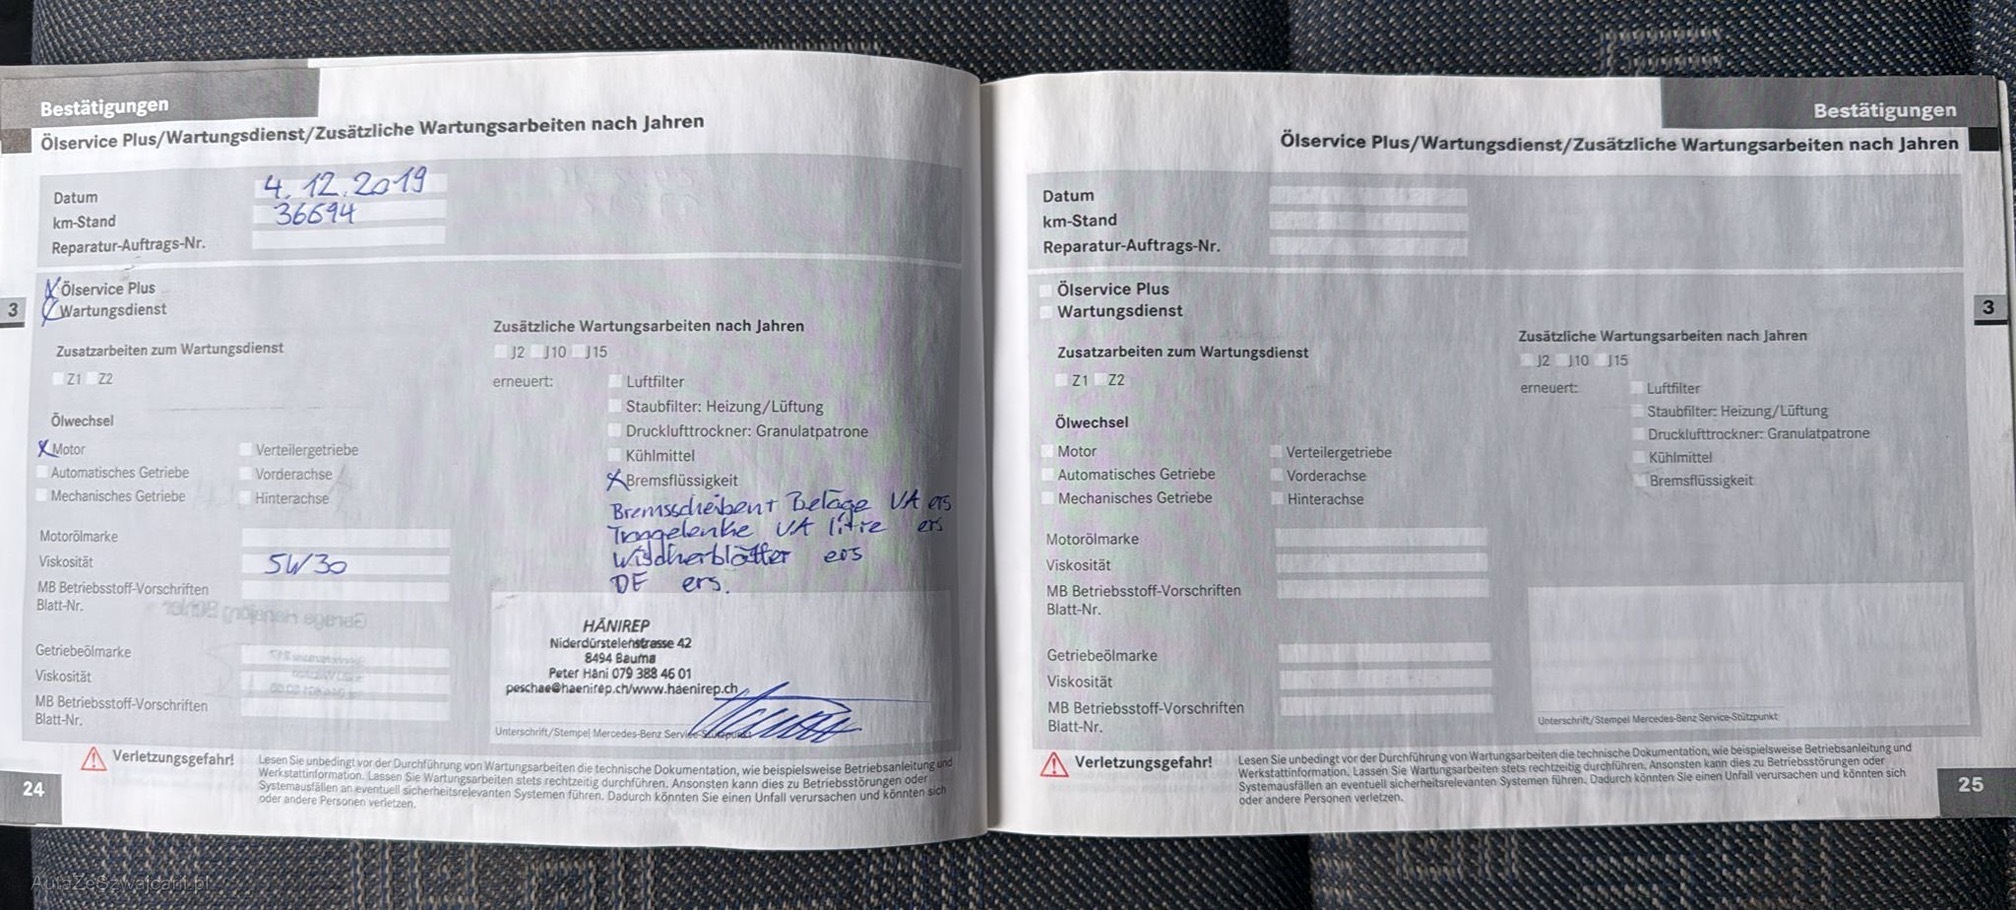 Bestätigungen
Ölservice Plus/Wartungsdienst/Zusätzliche Wartungsarbeiten nach Jahren
Datum 4.12.2019
km-Stand 36694
Reparatur-Auftrags-Nr.
Ölservice Plus
3
Wartungsdienst
Zusatzarbeiten zum Wartungsdienst
Z1 Z2
Ölwechsel
Motor Verteilergetriebe
Automatisches Getriebe Vorderachse
Mechanisches Getriebe Hinterachse
Motorölmarke
Viskosität 5W30
MB Betriebsstoff-Vorschriften
Blatt-Nr.
Getriebeölmarke
Viskosität
MB Betriebsstoff-Vorschriften
Blatt-Nr.
Zusätzliche Wartungsarbeiten nach Jahren
J2 J10 J15
erneuert: Luftfilter
Staubfilter: Heizung/Lüftung
Drucklufttrockner: Granulatpatrone
Kühlmittel
Bremsflüssigkeit
Bremsscheiben+ Beläge VA ers
Traggelenke VA li+re ers
Wischerblätter ers
DE ers.
HÄNIREP
Niderdürstelenstrasse 42
8494 Bauma
Peter Häni 079 388 46 01
peschae@haenirep.ch/www.haenirep.ch
Unterschrift/Stempel Mercedes-Benz Service-Stützpunkt
Verletzungsgefahr!
Lesen Sie unbedingt vor der Durchführung von Wartungsarbeiten die technische Dokumentation, wie beispielsweise Betriebsanleitung und
Werkstattinformation. Lassen Sie Wartungsarbeiten stets rechtzeitig durchführen. Ansonsten kann dies zu Betriebsstörungen oder
Systemausfällen an eventuell sicherheitsrelevanten Systemen führen. Dadurch könnten Sie einen Unfall verursachen und könnten sich
oder andere Personen verletzen.
24
Bestätigungen
Ölservice Plus/Wartungsdienst/Zusätzliche Wartungsarbeiten nach Jahren
Datum
km-Stand
Reparatur-Auftrags-Nr.
Ölservice Plus
Wartungsdienst
3
Zusatzarbeiten zum Wartungsdienst
Z1 Z2
Ölwechsel
Motor Verteilergetriebe
Automatisches Getriebe Vorderachse
Mechanisches Getriebe Hinterachse
Motorölmarke
Viskosität
MB Betriebsstoff-Vorschriften
Blatt-Nr.
Getriebeölmarke
Viskosität
MB Betriebsstoff-Vorschriften
Blatt-Nr.
Zusätzliche Wartungsarbeiten nach Jahren
J2 J10 J15
erneuert: Luftfilter
Staubfilter: Heizung/Lüftung
Drucklufttrockner: Granulatpatrone
Kühlmittel
Bremsflüssigkeit
Unterschrift/Stempel Mercedes-Benz Service-Stützpunkt
Verletzungsgefahr!
Lesen Sie unbedingt vor der Durchführung von Wartungsarbeiten die technische Dokumentation, wie beispielsweise Betriebsanleitung und
Werkstattinformation. Lassen Sie Wartungsarbeiten stets rechtzeitig durchführen. Ansonsten kann dies zu Betriebsstörungen oder
Systemausfällen an eventuell sicherheitsrelevanten Systemen führen. Dadurch könnten Sie einen Unfall verursachen und könnten sich
oder andere Personen verletzen.
25
AutaZeSzwajcarii.pl